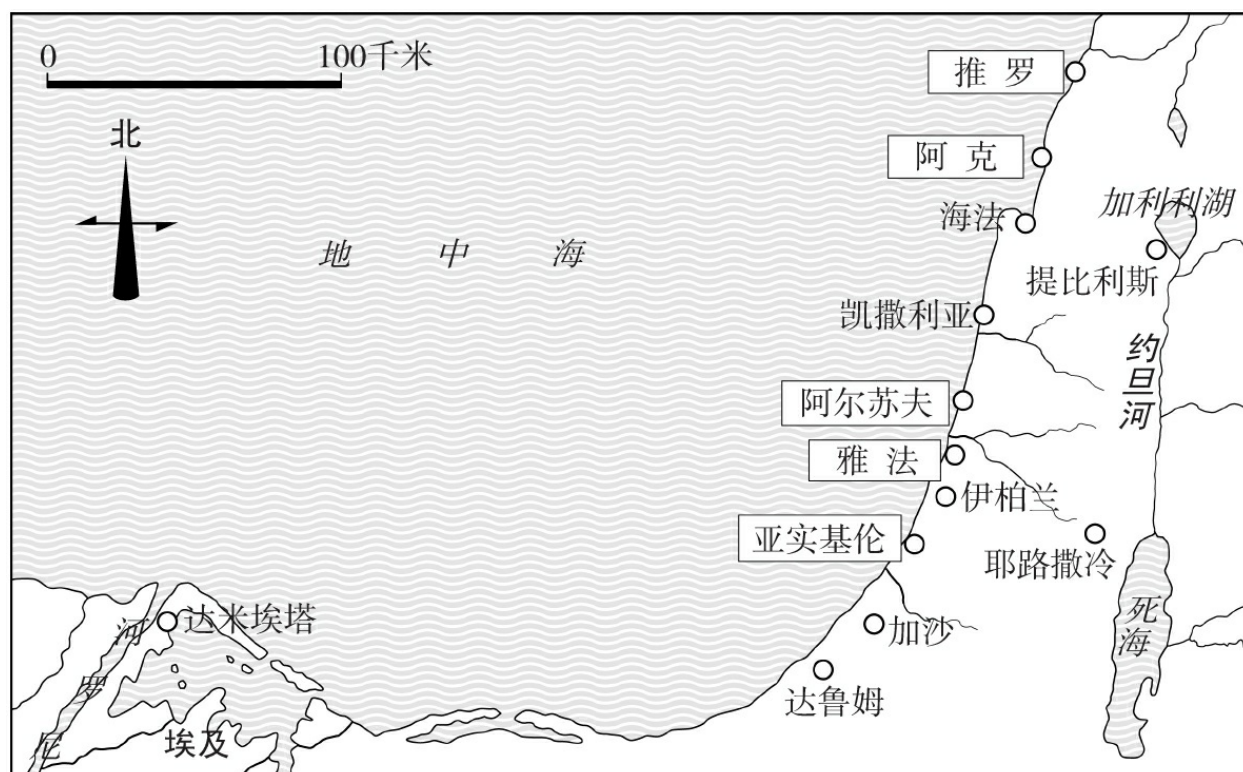 0 100千米
推罗
北
阿克
加利利湖
海法
地中海
提比利斯
凯撒利亚
约旦河
阿尔苏夫
雅法
伊柏兰
亚实基伦
耶路撒冷
达米埃塔
死海
加沙
尼罗河
达鲁姆
埃及